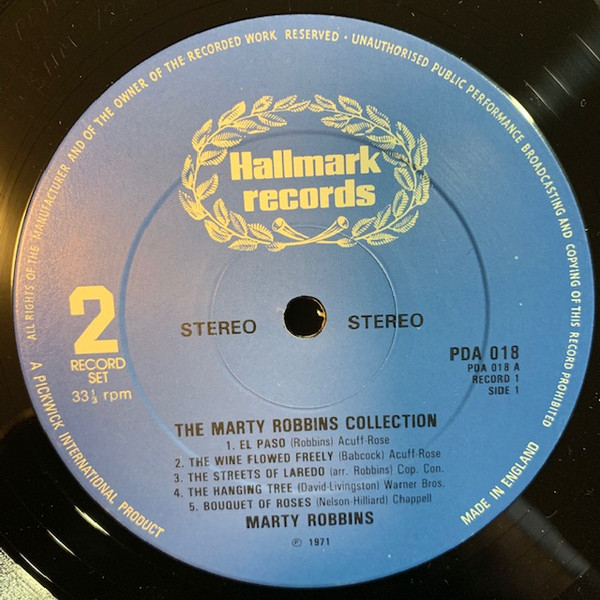 ALL RIGHTS OF THE MANUFACTURER AND OF THE OWNER OF THE RECORDED WORK RESERVED · UNAUTHORISED PUBLIC PERFORMANCE BROADCASTING AND COPYING OF THIS RECORD PROHIBITED
Hallmark
records
2
RECORD
SET
33⅓ rpm
STEREO STEREO
PDA 018
PDA 018 A
RECORD 1
SIDE 1
THE MARTY ROBBINS COLLECTION
1. EL PASO (Robbins) Acuff-Rose
2. THE WINE FLOWED FREELY (Babcock) Acuff-Rose
3. THE STREETS OF LAREDO (arr. Robbins) Cop. Con.
4. THE HANGING TREE (David-Livingston) Warner Bros.
5. BOUQUET OF ROSES (Nelson-Hilliard) Chappell
MARTY ROBBINS
℗ 1971
A PICKWICK INTERNATIONAL PRODUCT
MADE IN ENGLAND